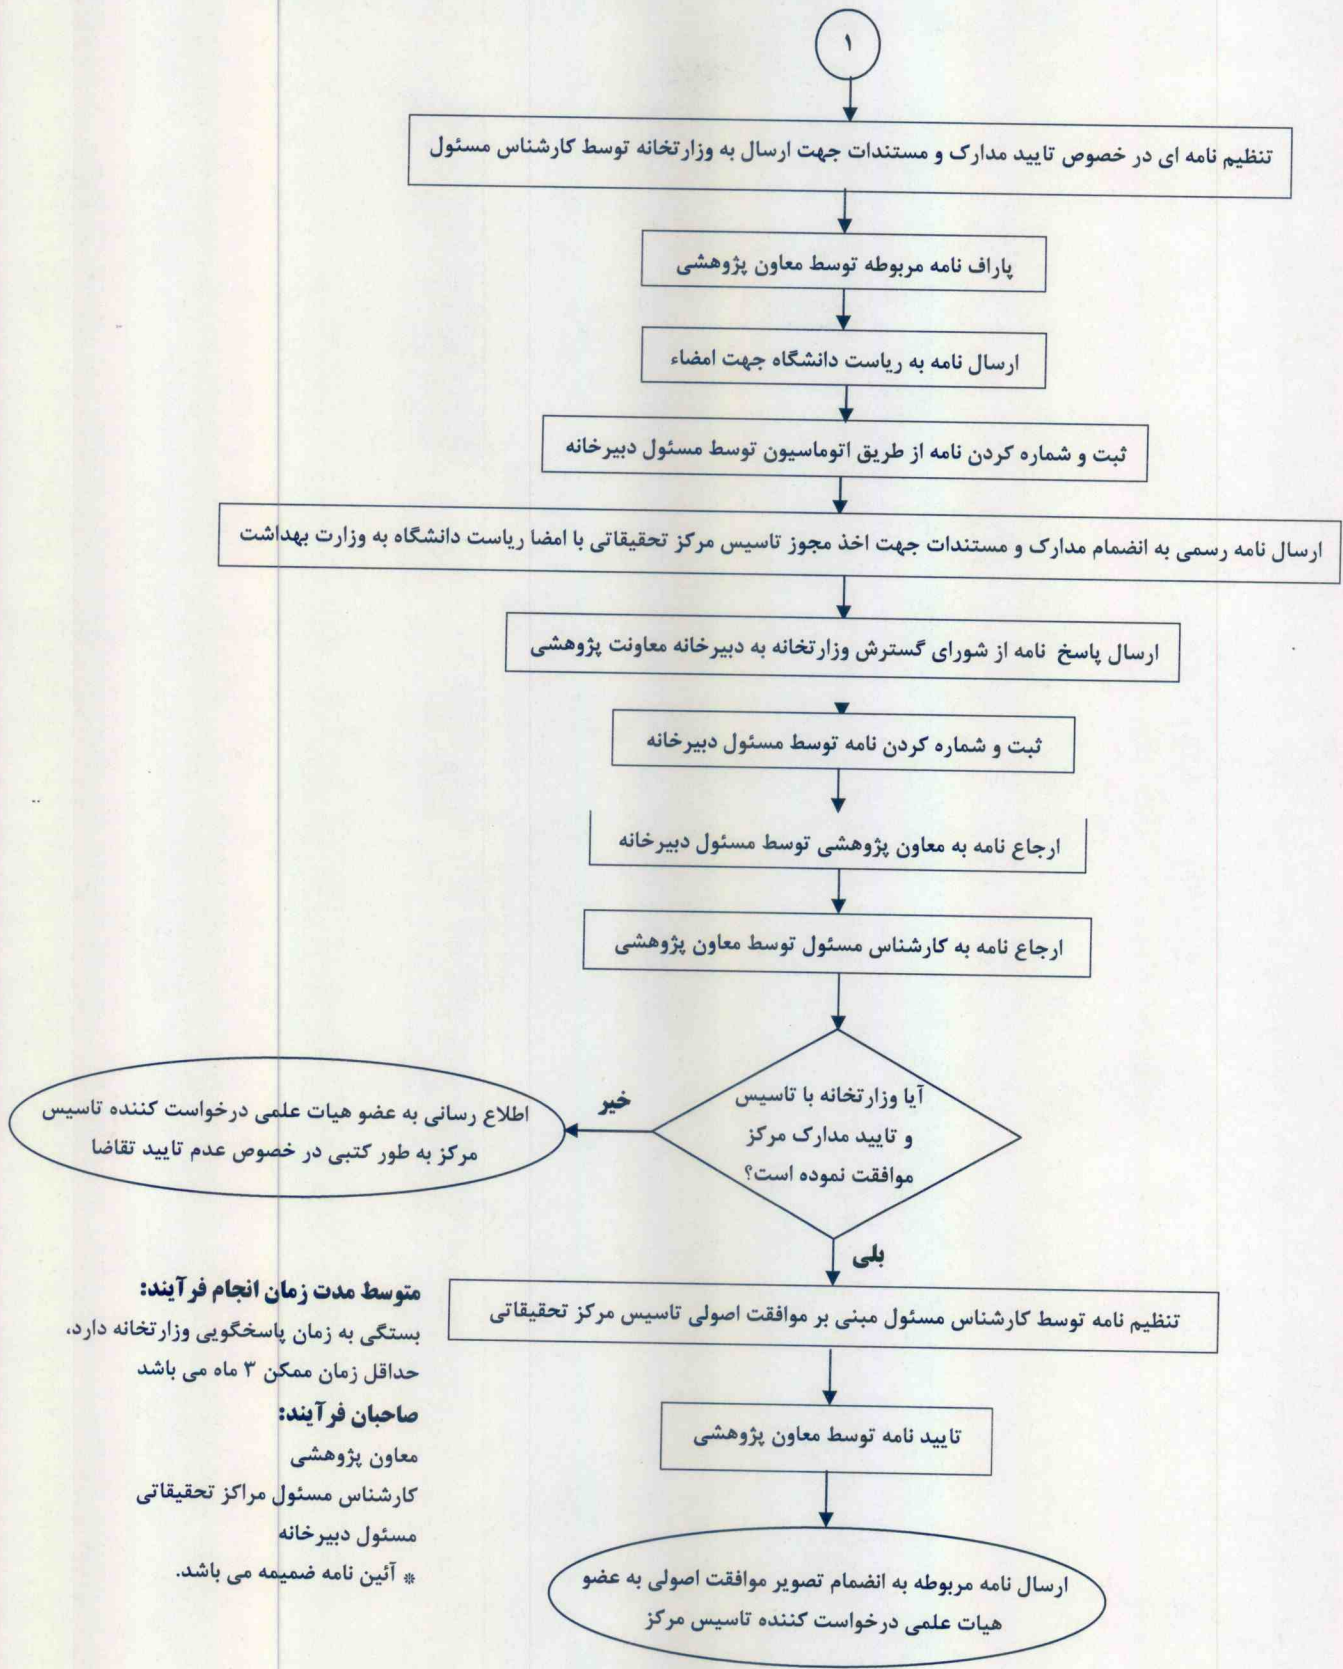 ۱
تنظیم نامه ای در خصوص تایید مدارک و مستندات جهت ارسال به وزارتخانه توسط کارشناس مسئول
پاراف نامه مربوطه توسط معاون پژوهشی
ارسال نامه به ریاست دانشگاه جهت امضاء
ثبت و شماره کردن نامه از طریق اتوماسیون توسط مسئول دبیرخانه
ارسال نامه رسمی به انضمام مدارک و مستندات جهت اخذ مجوز تاسیس مرکز تحقیقاتی با امضا ریاست دانشگاه به وزارت بهداشت
ارسال پاسخ نامه از شورای گسترش وزارتخانه به دبیرخانه معاونت پژوهشی
ثبت و شماره کردن نامه توسط مسئول دبیرخانه
ارجاع نامه به معاون پژوهشی توسط مسئول دبیرخانه
ارجاع نامه به کارشناس مسئول توسط معاون پژوهشی
آیا وزارتخانه با تاسیس
و تایید مدارک مرکز
موافقت نموده است؟
خیر
اطلاع رسانی به عضو هیات علمی درخواست کننده تاسیس
مرکز به طور کتبی در خصوص عدم تایید تقاضا
بلی
تنظیم نامه توسط کارشناس مسئول مبنی بر موافقت اصولی تاسیس مرکز تحقیقاتی
تایید نامه توسط معاون پژوهشی
ارسال نامه مربوطه به انضمام تصویر موافقت اصولی به عضو
هیات علمی درخواست کننده تاسیس مرکز
متوسط مدت زمان انجام فرآیند:
بستگی به زمان پاسخگویی وزارتخانه دارد،
حداقل زمان ممکن ۳ ماه می باشد
صاحبان فرآیند:
معاون پژوهشی
کارشناس مسئول مراکز تحقیقاتی
مسئول دبیرخانه
* آئین نامه ضمیمه می باشد.